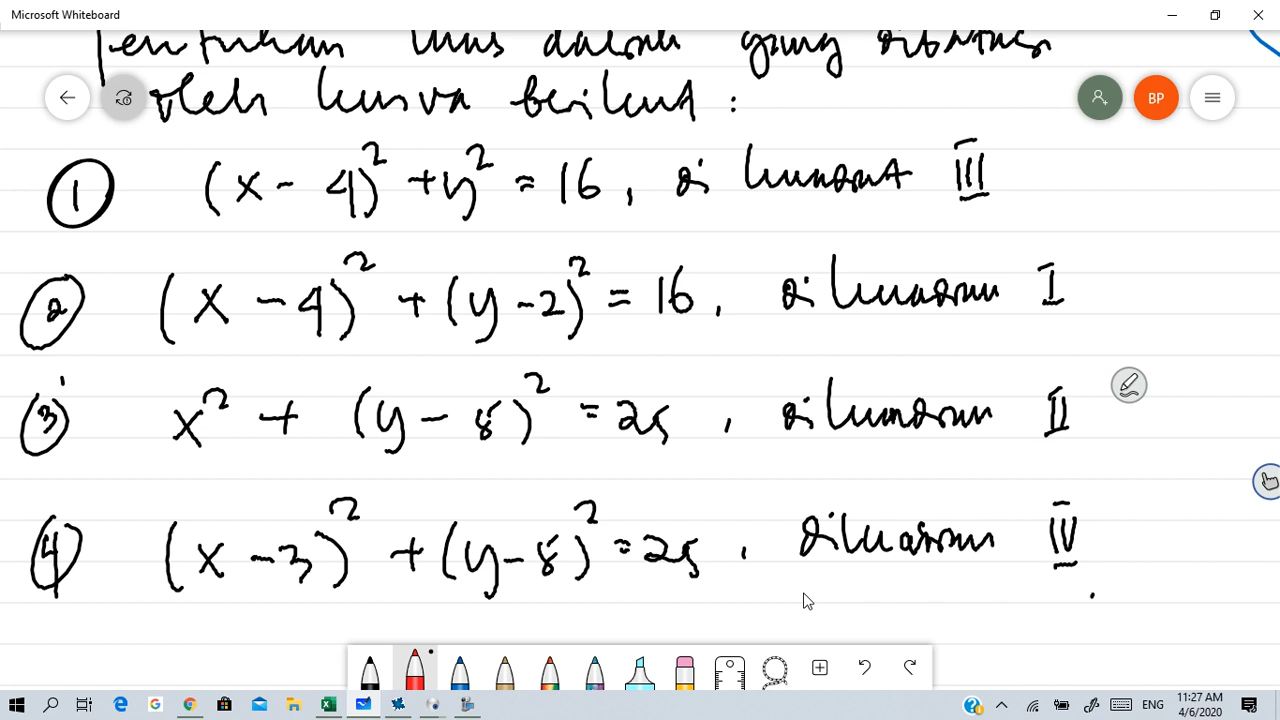 Microsoft Whiteboard
Tentukan luas daerah yang dibatasi
oleh kurva berikut :
BP
① (x - 4)² + y² = 16, di kuadrat III
② (x - 4)² + (y - 2)² = 16, di kuadran I
③ x² + (y - 8)² = 25, di kuadran II
④ (x - 3)² + (y - 8)² = 25, di kuadran IV.
ENG
11:27 AM
4/6/2020